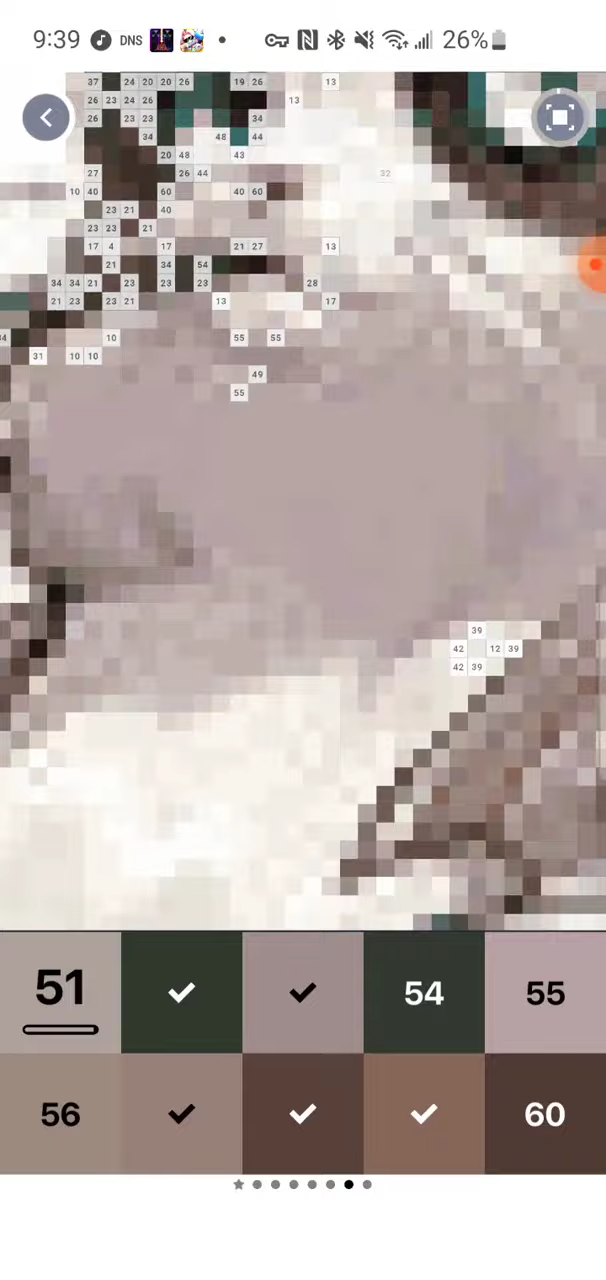 9:39 DNS 26%
37 24 20 20 26 19 26 13
26 23 24 26 13
26 23 23 34
34 48 44
20 48 43
27 26 44 32
10 40 60 40 60
23 21 40
23 23 21
17 4 17 21 27 13
21 34 54
34 34 21 23 23 23 28
21 23 23 21 13 17
34 10 55 55
31 10 10
49
55
39
42 12 39
42 39
51 54 55
56 60